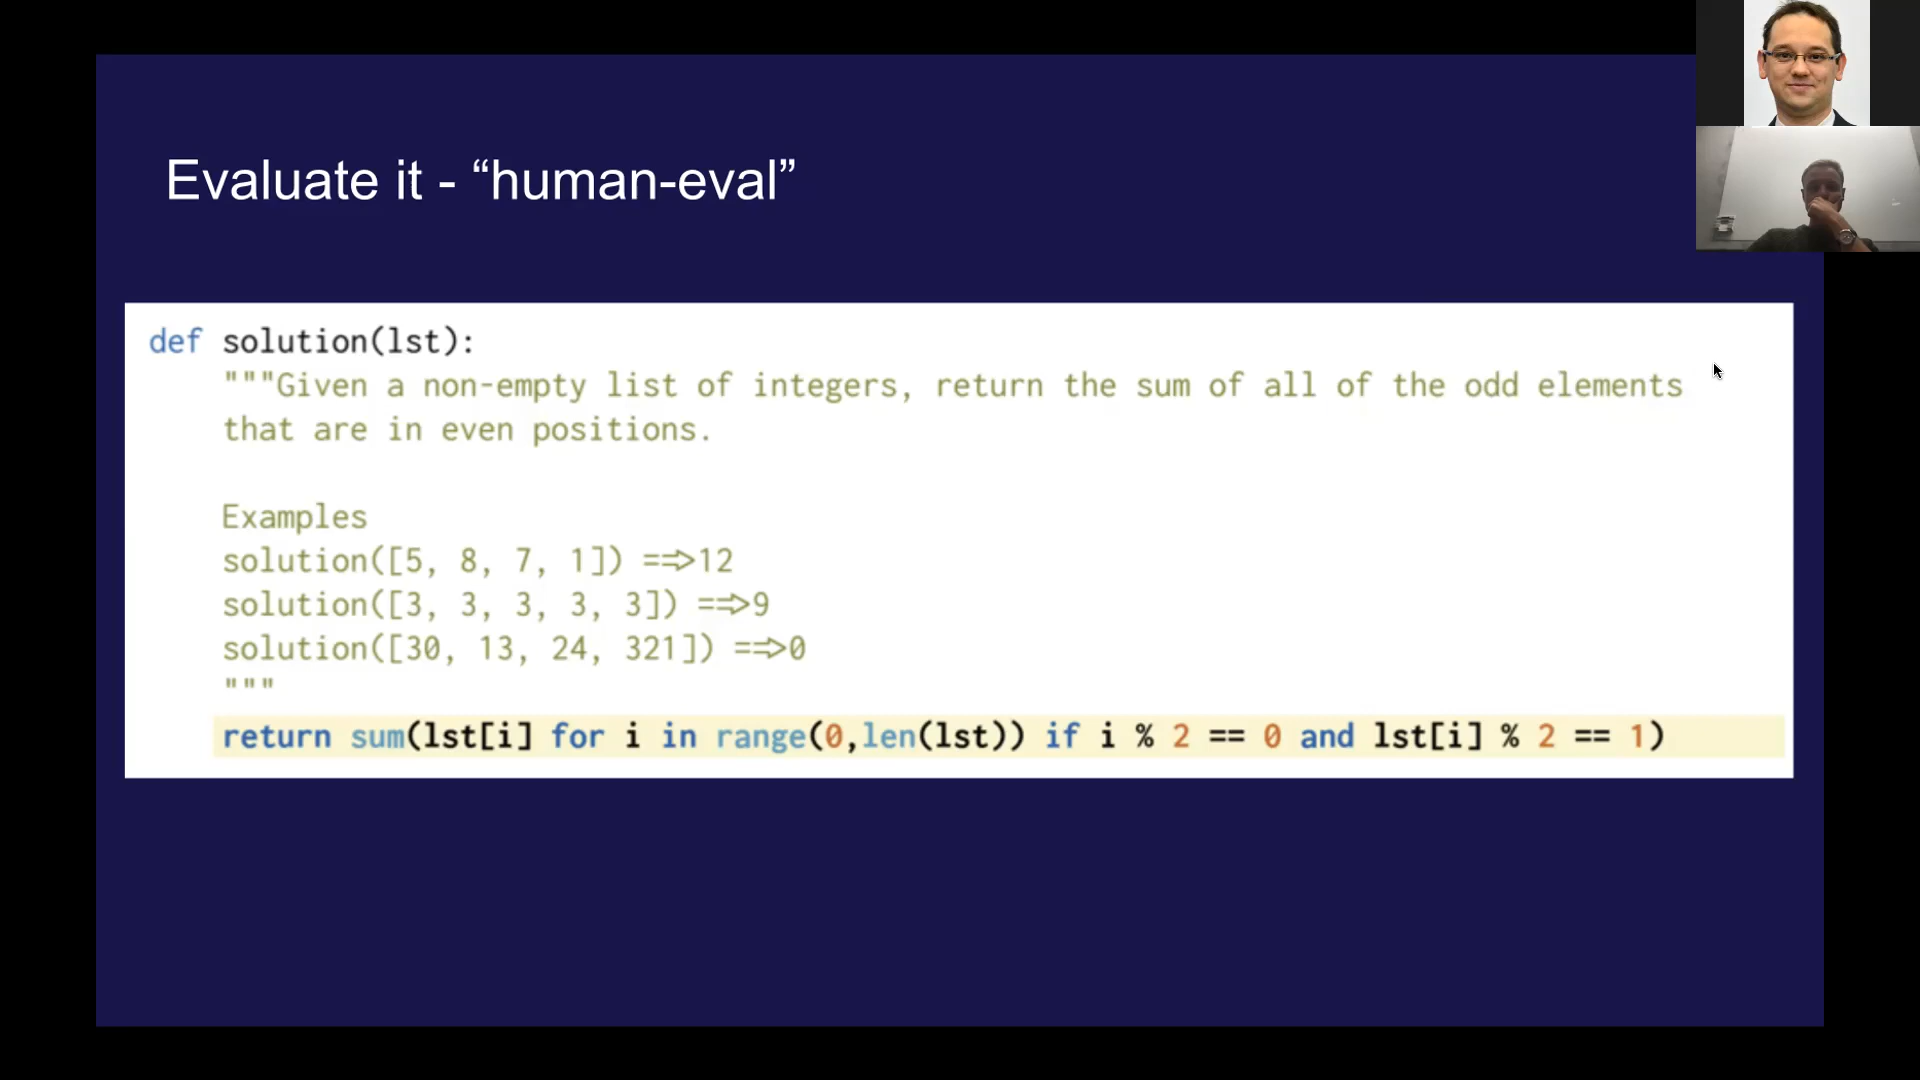 Evaluate it - “human-eval”
def solution(lst):
"""Given a non-empty list of integers, return the sum of all of the odd elements
that are in even positions.
Examples
solution([5, 8, 7, 1]) ==>12
solution([3, 3, 3, 3, 3]) ==>9
solution([30, 13, 24, 321]) ==>0
"""
return sum(lst[i] for i in range(0,len(lst)) if i % 2 == 0 and lst[i] % 2 == 1)